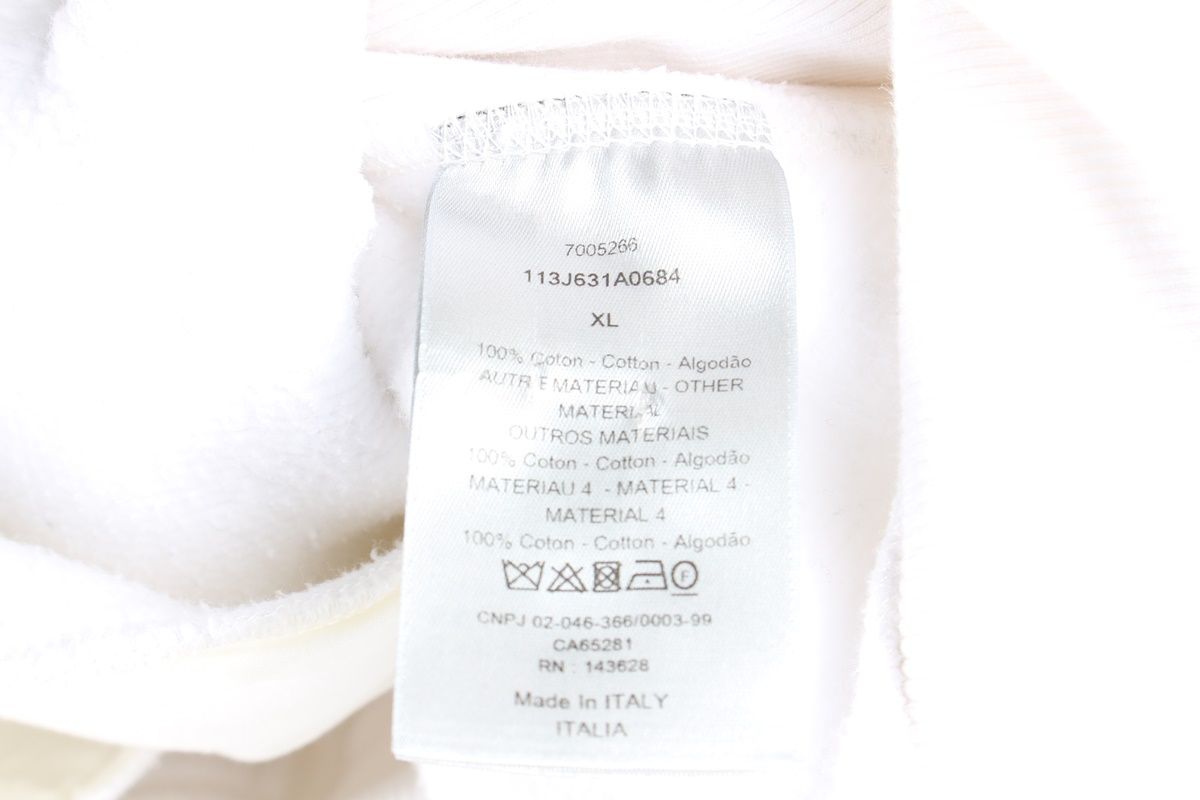 7005266
113J631A0684
XL
100% Coton - Cotton - Algodão
AUTRE MATERIAU - OTHER
MATERIAL
OUTROS MATERIAIS
100% Coton - Cotton - Algodão
MATERIAU 4 - MATERIAL 4 -
MATERIAL 4
100% Coton - Cotton - Algodão
F
CNPJ 02-046-366/0003-99
CA65281
RN : 143628
Made In ITALY
ITALIA